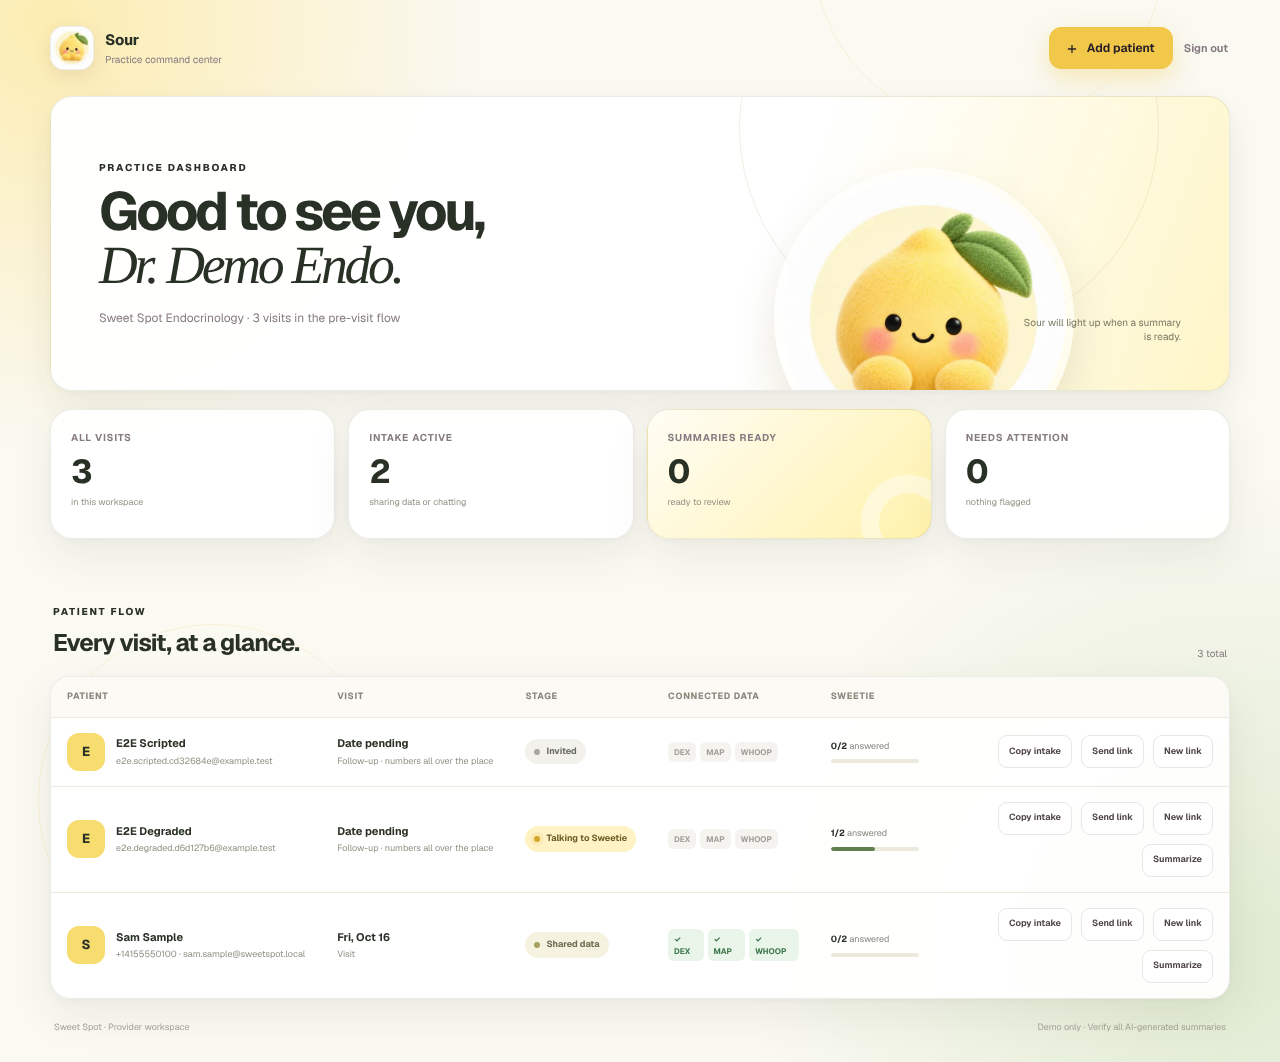 Sour
Practice command center
+ Add patient
Sign out
PRACTICE DASHBOARD
Good to see you,
Dr. Demo Endo.
Sweet Spot Endocrinology · 3 visits in the pre-visit flow
Sour will light up when a summary
is ready.
ALL VISITS
3
in this workspace
INTAKE ACTIVE
2
sharing data or chatting
SUMMARIES READY
0
ready to review
NEEDS ATTENTION
0
nothing flagged
PATIENT FLOW
Every visit, at a glance.
3 total
PATIENT VISIT STAGE CONNECTED DATA SWEETIE
E
E2E Scripted
e2e.scripted.cd32684e@example.test
Date pending
Follow-up · numbers all over the place
Invited
DEX MAP WHOOP
0/2 answered
Copy intake Send link New link
E
E2E Degraded
e2e.degraded.d6d127b6@example.test
Date pending
Follow-up · numbers all over the place
Talking to Sweetie
DEX MAP WHOOP
1/2 answered
Copy intake Send link New link
Summarize
S
Sam Sample
+14155550100 · sam.sample@sweetspot.local
Fri, Oct 16
Visit
Shared data
✓ ✓ ✓
DEX MAP WHOOP
0/2 answered
Copy intake Send link New link
Summarize
Sweet Spot · Provider workspace
Demo only · Verify all AI-generated summaries